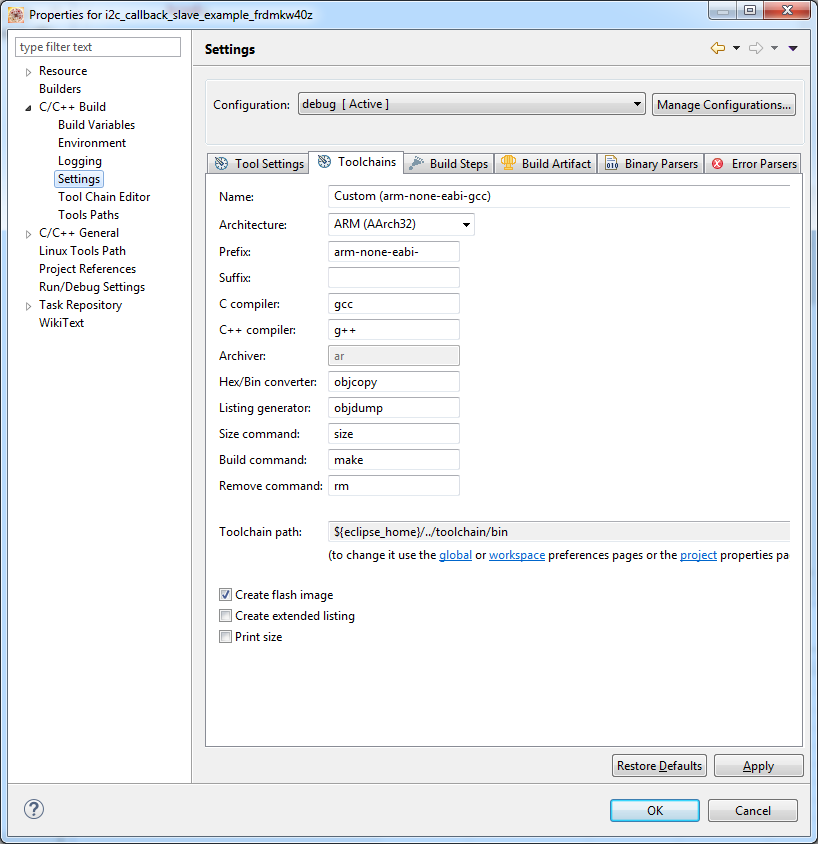 Properties for i2c_callback_slave_example_frdmkw40z
type filter text
Resource
Builders
C/C++ Build
Build Variables
Environment
Logging
Settings
Tool Chain Editor
Tools Paths
C/C++ General
Linux Tools Path
Project References
Run/Debug Settings
Task Repository
WikiText
Settings
Configuration: debug [ Active ] Manage Configurations...
Tool Settings Toolchains Build Steps Build Artifact Binary Parsers Error Parsers
Name: Custom (arm-none-eabi-gcc)
Architecture: ARM (AArch32)
Prefix: arm-none-eabi-
Suffix:
C compiler: gcc
C++ compiler: g++
Archiver: ar
Hex/Bin converter: objcopy
Listing generator: objdump
Size command: size
Build command: make
Remove command: rm
Toolchain path: ${eclipse_home}/../toolchain/bin
(to change it use the global or workspace preferences pages or the project properties pa
Create flash image
Create extended listing
Print size
Restore Defaults Apply
? OK Cancel